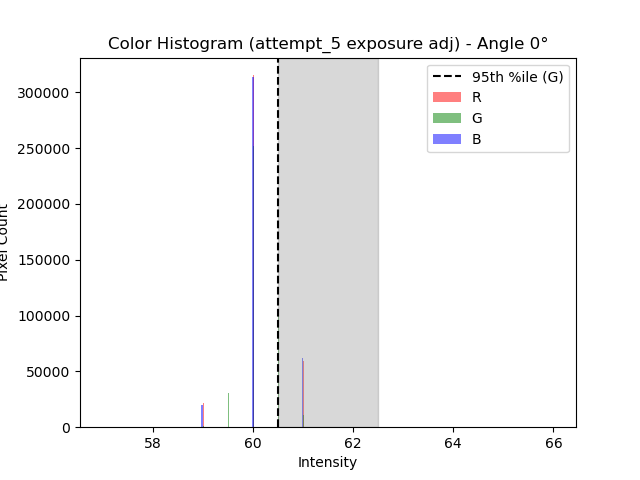 Color Histogram (attempt_5 exposure adj) - Angle 0°
95th %ile (G)
R
G
B
300000
250000
200000
150000
100000
50000
0
Pixel Count
58 60 62 64 66
Intensity